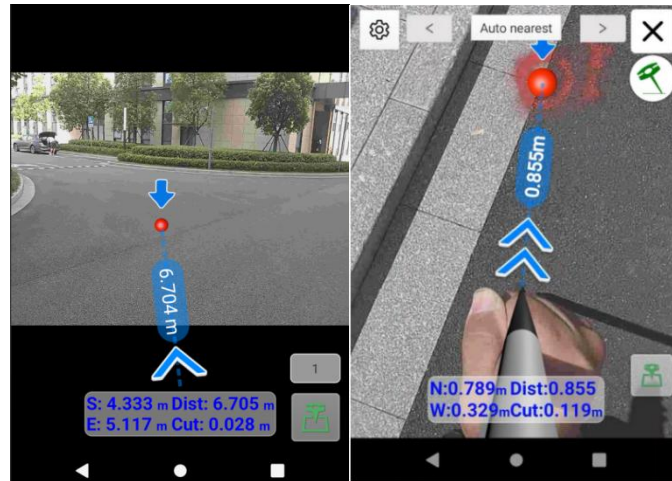 6.704 m
1
S: 4.333 m Dist: 6.705 m
E: 5.117 m Cut: 0.028 m
< Auto nearest >
0.855m
N:0.789m Dist:0.855
W:0.329m Cut:0.119m